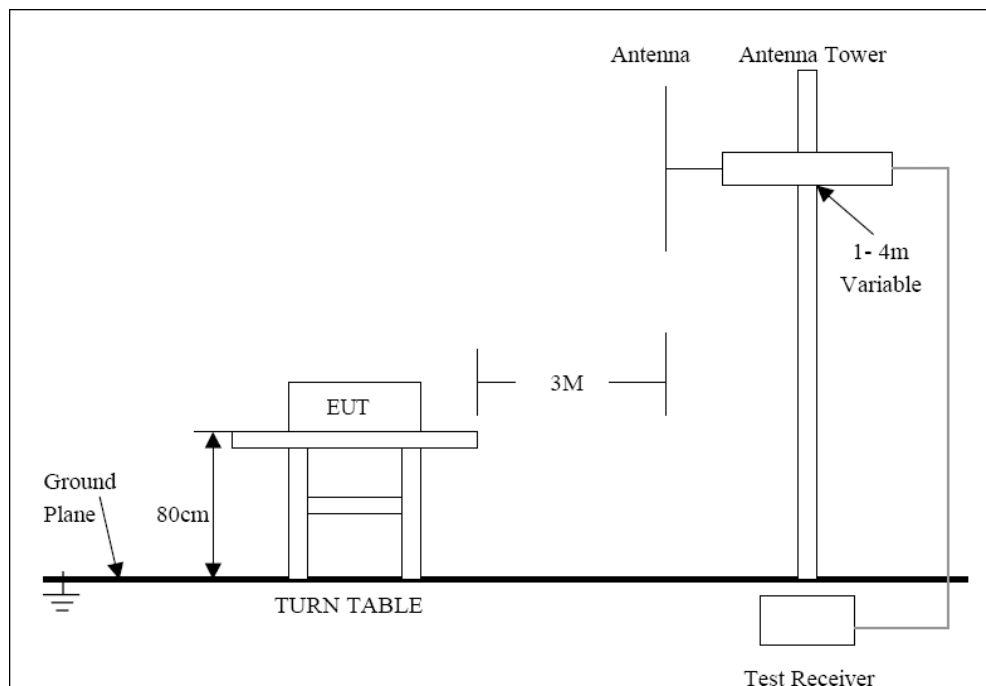 Antenna
Antenna Tower
1- 4m
Variable
3M
EUT
Ground
Plane
80cm
TURN TABLE
Test Receiver